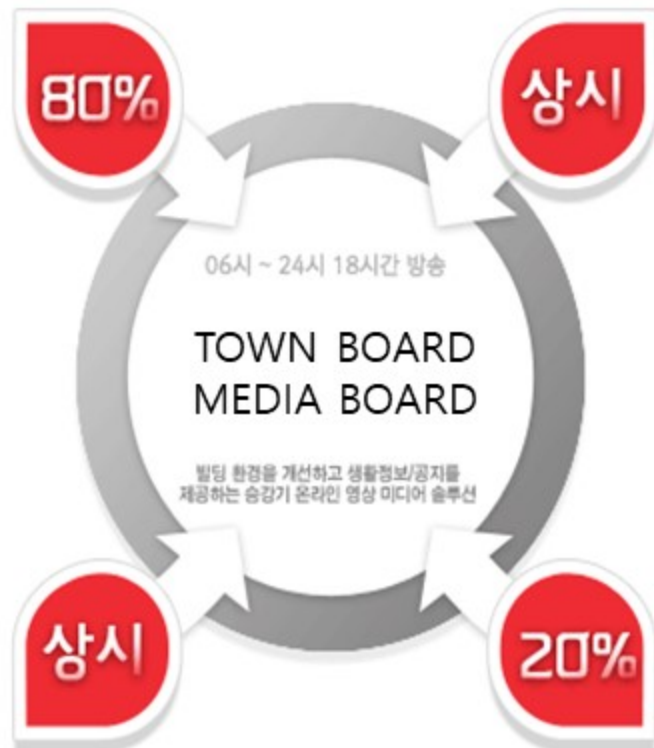 80%
상시
06시 ~ 24시 18시간 방송
TOWN BOARD
MEDIA BOARD
빌딩 환경을 개선하고 생활정보/공지를
제공하는 승강기 온라인 영상 미디어 솔루션
상시
20%